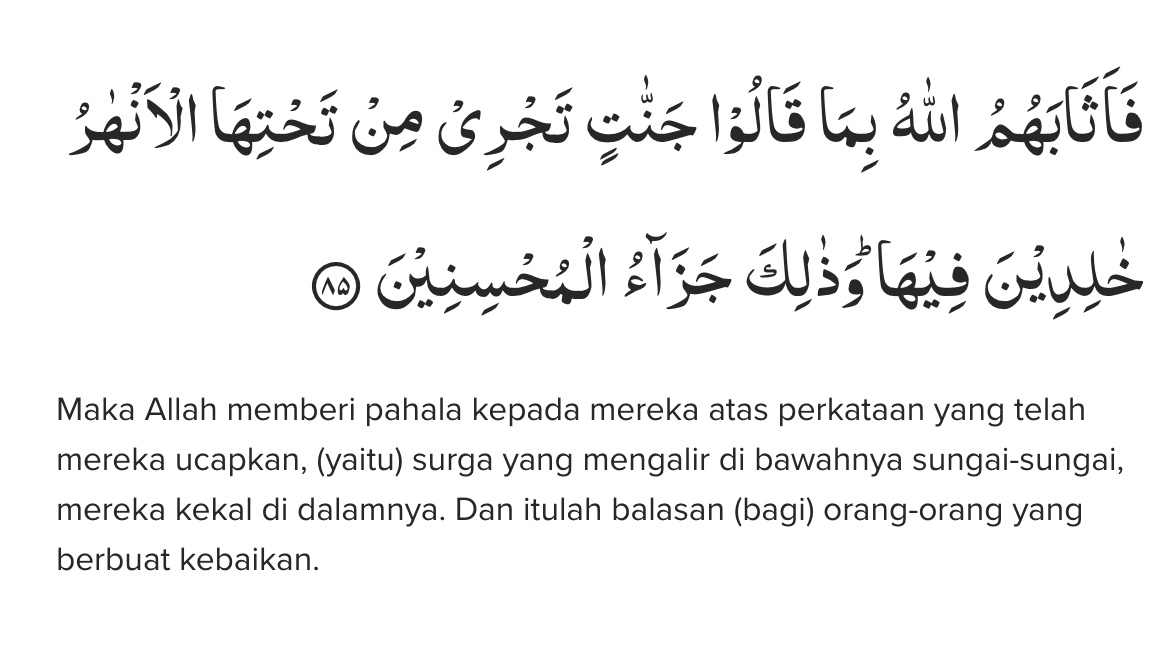 فَاَثَابَهُمُ اللّٰهُ بِمَا قَالُوْا جَنّٰتٍ تَجْرِيْ مِنْ تَحْتِهَا الْاَنْهٰرُ
خٰلِدِيْنَ فِيْهَاۗ وَذٰلِكَ جَزَاۤءُ الْمُحْسِنِيْنَ ٨٥
Maka Allah memberi pahala kepada mereka atas perkataan yang telah
mereka ucapkan, (yaitu) surga yang mengalir di bawahnya sungai-sungai,
mereka kekal di dalamnya. Dan itulah balasan (bagi) orang-orang yang
berbuat kebaikan.